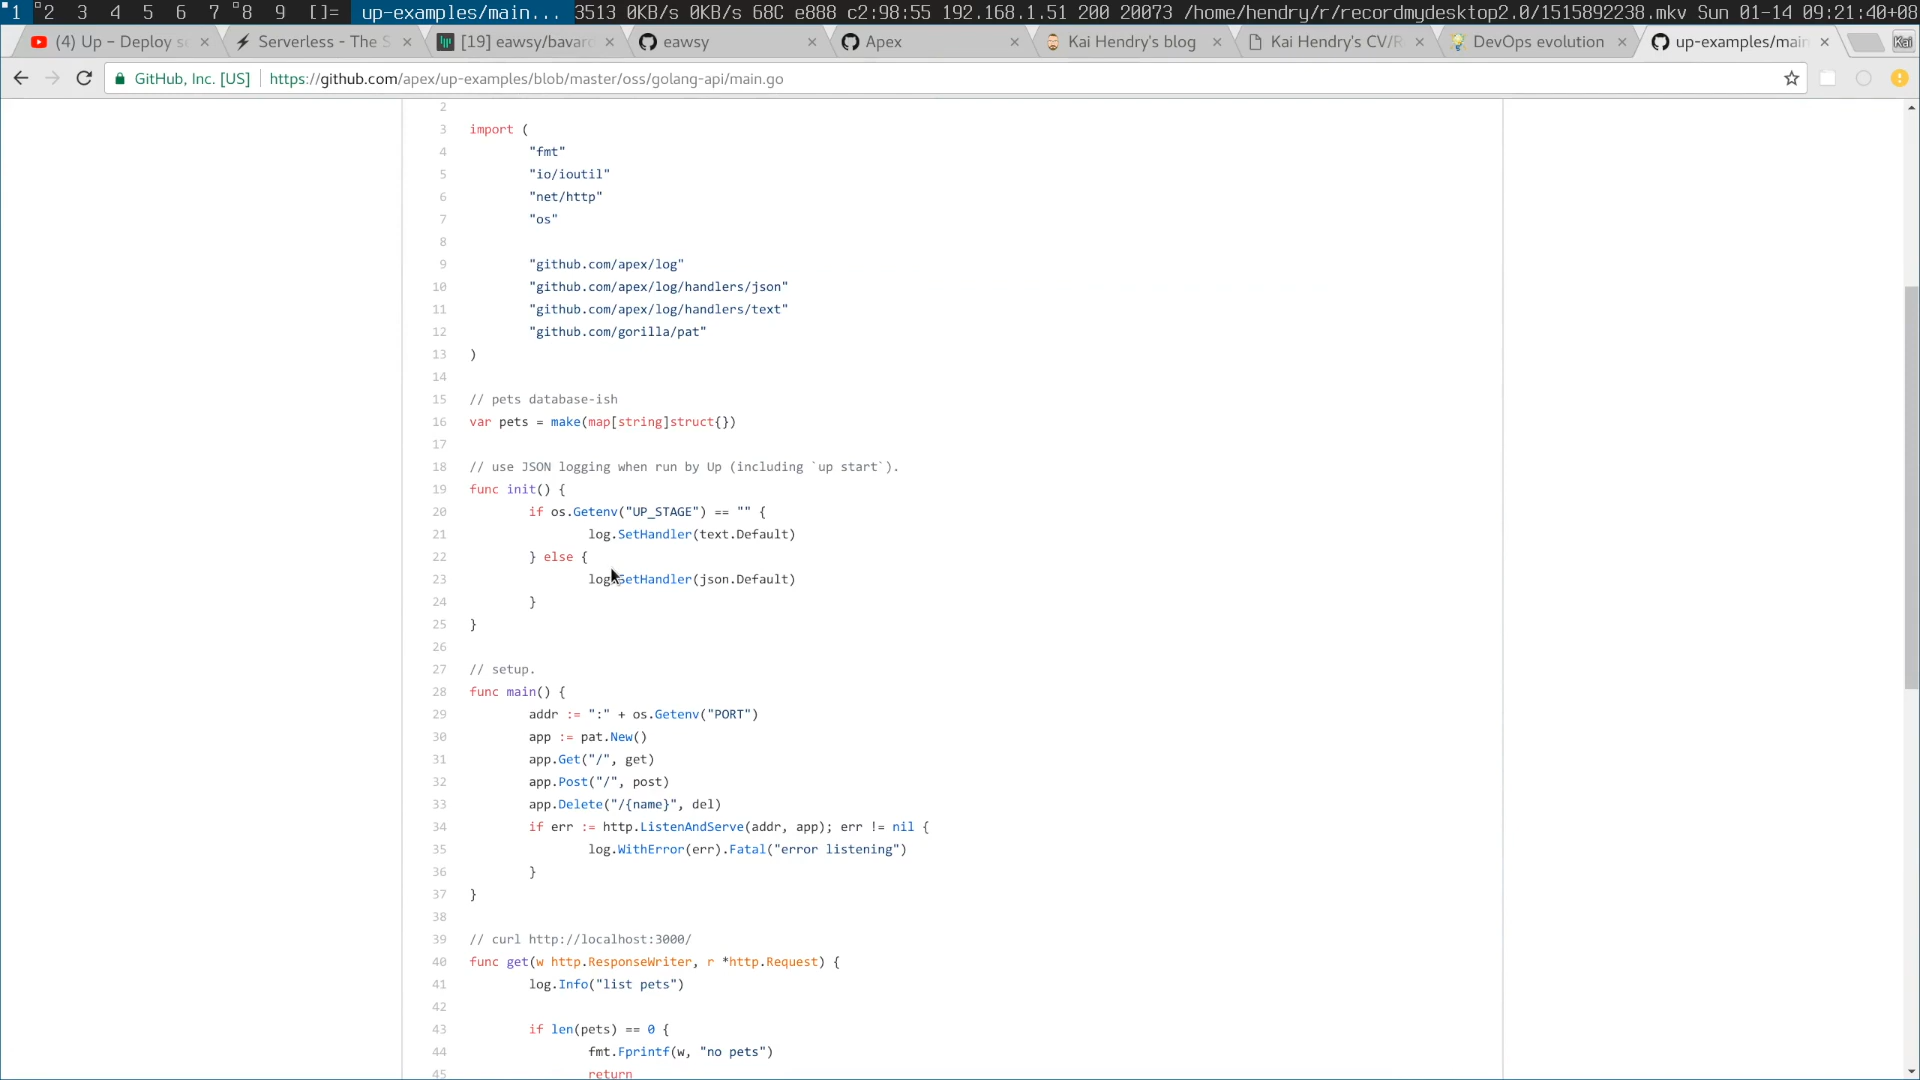 1 2 3 4 5 6 7 8 9 []= up-examples/main... 3513 0KB/s 0KB/s 68C e888 c2:98:55 192.168.1.51 200 20073 /home/hendry/r/recordmydesktop2.0/1515892238.mkv Sun 01-14 09:21:40+08
(4) Up – Deploy se × Serverless - The S × [19] eawsy/bavard × eawsy × Apex × Kai Hendry's blog × Kai Hendry's CV/R × DevOps evolution × up-examples/main × Kai
GitHub, Inc. [US] https://github.com/apex/up-examples/blob/master/oss/golang-api/main.go
2
3 import (
4 "fmt"
5 "io/ioutil"
6 "net/http"
7 "os"
8
9 "github.com/apex/log"
10 "github.com/apex/log/handlers/json"
11 "github.com/apex/log/handlers/text"
12 "github.com/gorilla/pat"
13 )
14
15 // pets database-ish
16 var pets = make(map[string]struct{})
17
18 // use JSON logging when run by Up (including `up start`).
19 func init() {
20 if os.Getenv("UP_STAGE") == "" {
21 log.SetHandler(text.Default)
22 } else {
23 log.SetHandler(json.Default)
24 }
25 }
26
27 // setup.
28 func main() {
29 addr := ":" + os.Getenv("PORT")
30 app := pat.New()
31 app.Get("/", get)
32 app.Post("/", post)
33 app.Delete("/{name}", del)
34 if err := http.ListenAndServe(addr, app); err != nil {
35 log.WithError(err).Fatal("error listening")
36 }
37 }
38
39 // curl http://localhost:3000/
40 func get(w http.ResponseWriter, r *http.Request) {
41 log.Info("list pets")
42
43 if len(pets) == 0 {
44 fmt.Fprintf(w, "no pets")
45 return